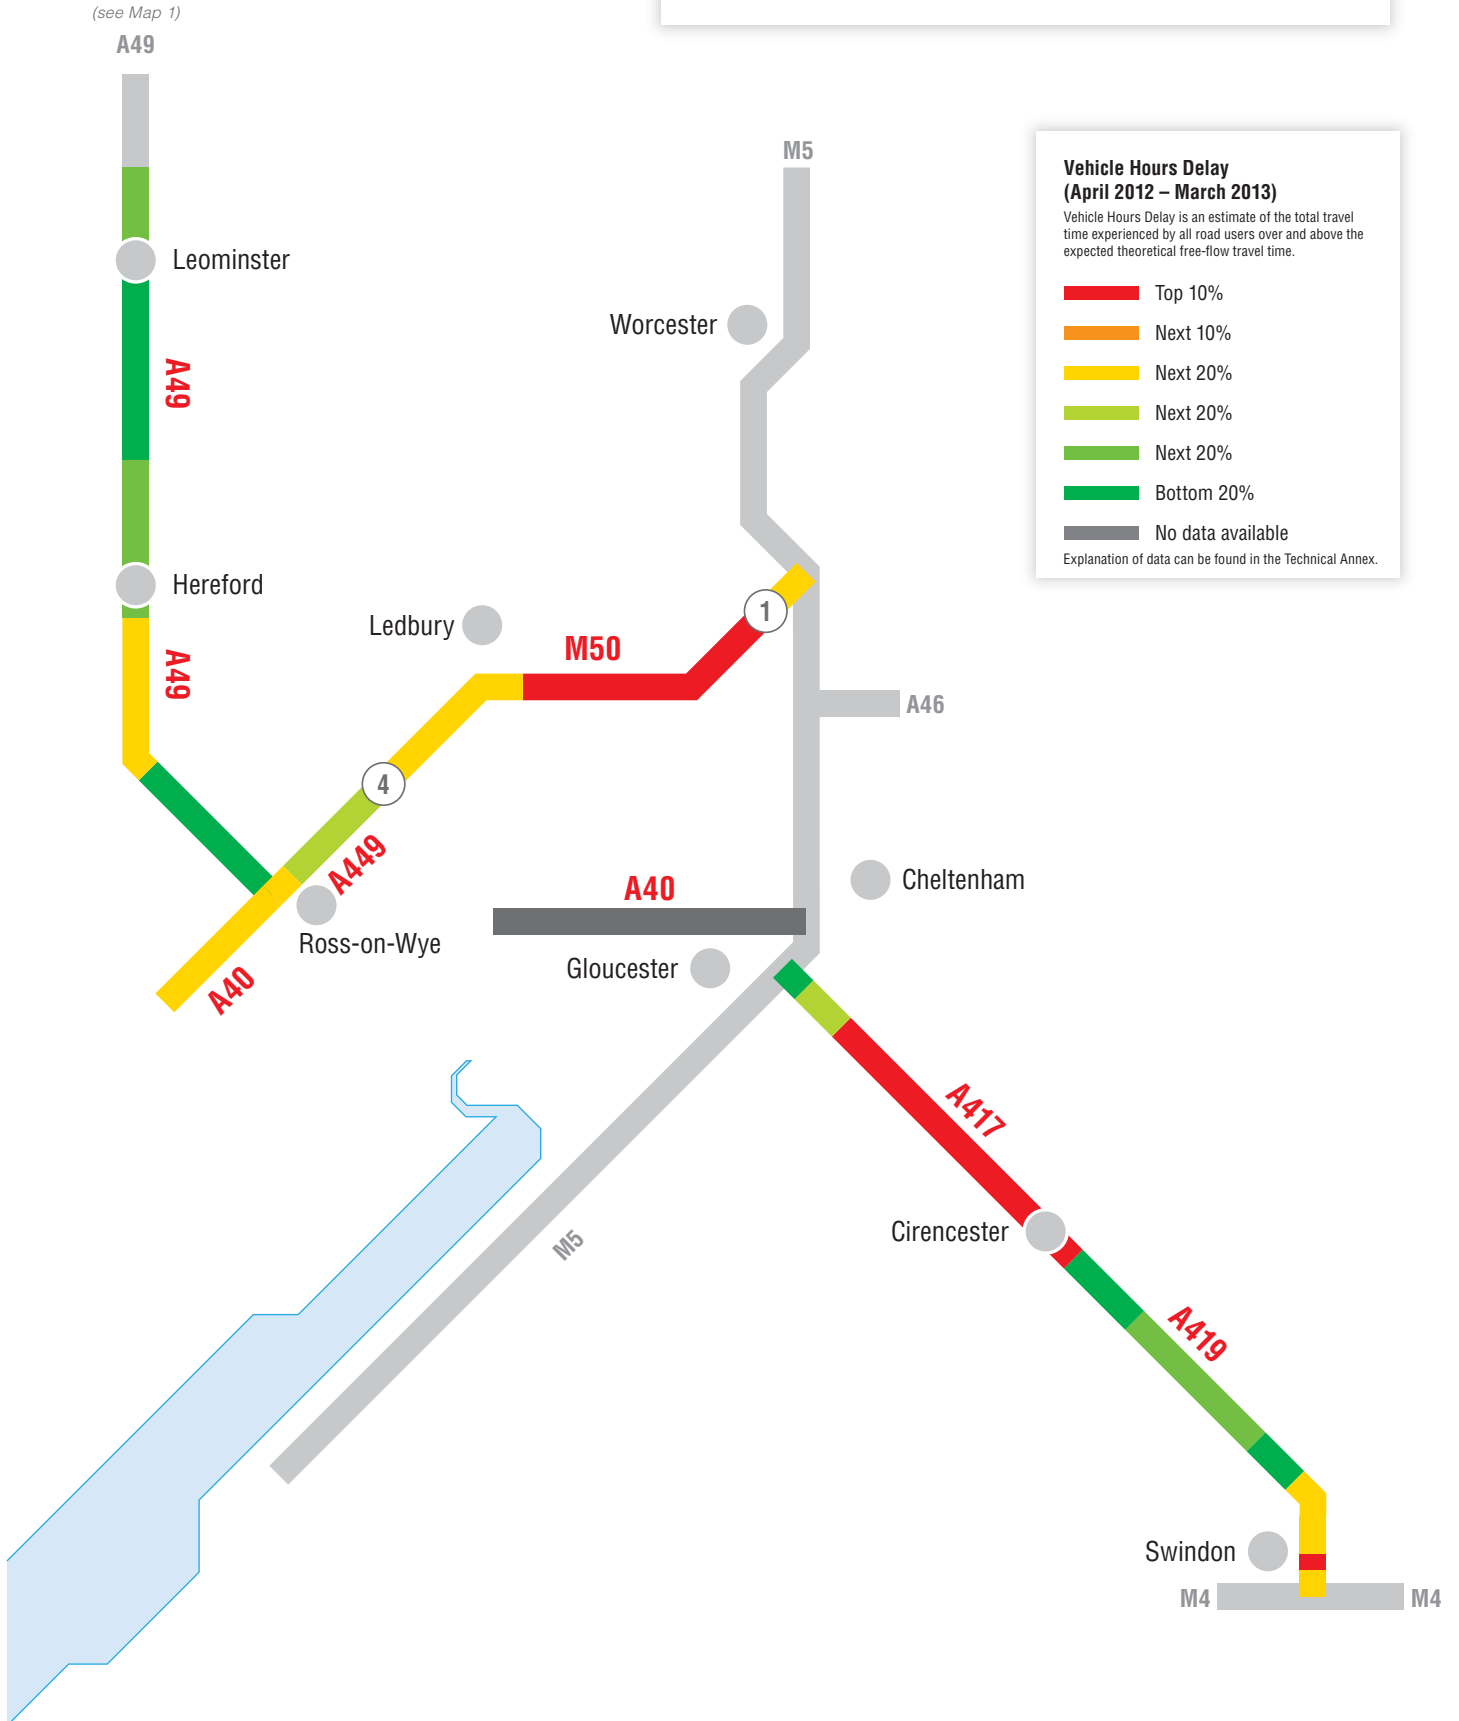 (see Map 1)
A49
M5
Vehicle Hours Delay
(April 2012 – March 2013)
Vehicle Hours Delay is an estimate of the total travel
time experienced by all road users over and above the
expected theoretical free-flow travel time.
Top 10%
Next 10%
Next 20%
Next 20%
Next 20%
Bottom 20%
No data available
Explanation of data can be found in the Technical Annex.
Leominster
Worcester
A49
Hereford
Ledbury
1
M50
A49
A46
4
A449
A40
Cheltenham
Ross-on-Wye
Gloucester
A40
A417
Cirencester
M5
A419
Swindon
M4
M4